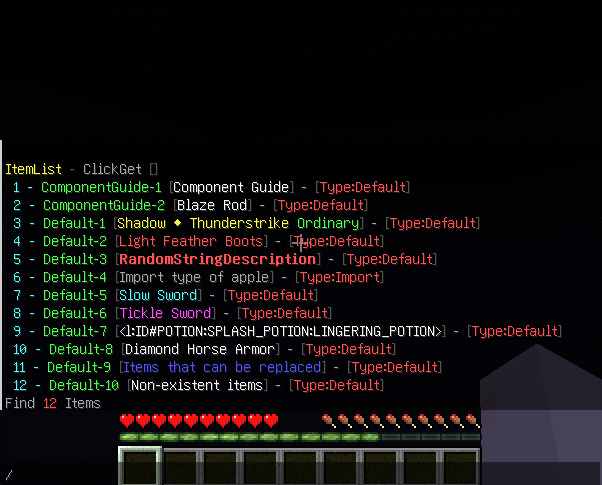 ItemList - ClickGet []
1 - ComponentGuide-1 [Component Guide] - [Type:Default]
2 - ComponentGuide-2 [Blaze Rod] - [Type:Default]
3 - Default-1 [Shadow ◆ Thunderstrike Ordinary] - [Type:Default]
4 - Default-2 [Light Feather Boots] - [Type:Default]
5 - Default-3 [RandomStringDescription] - [Type:Default]
6 - Default-4 [Import type of apple] - [Type:Import]
7 - Default-5 [Slow Sword] - [Type:Default]
8 - Default-6 [Tickle Sword] - [Type:Default]
9 - Default-7 [<l:ID#POTION:SPLASH_POTION:LINGERING_POTION>] - [Type:Default]
10 - Default-8 [Diamond Horse Armor] - [Type:Default]
11 - Default-9 [Items that can be replaced] - [Type:Default]
12 - Default-10 [Non-existent items] - [Type:Default]
Find 12 Items
/